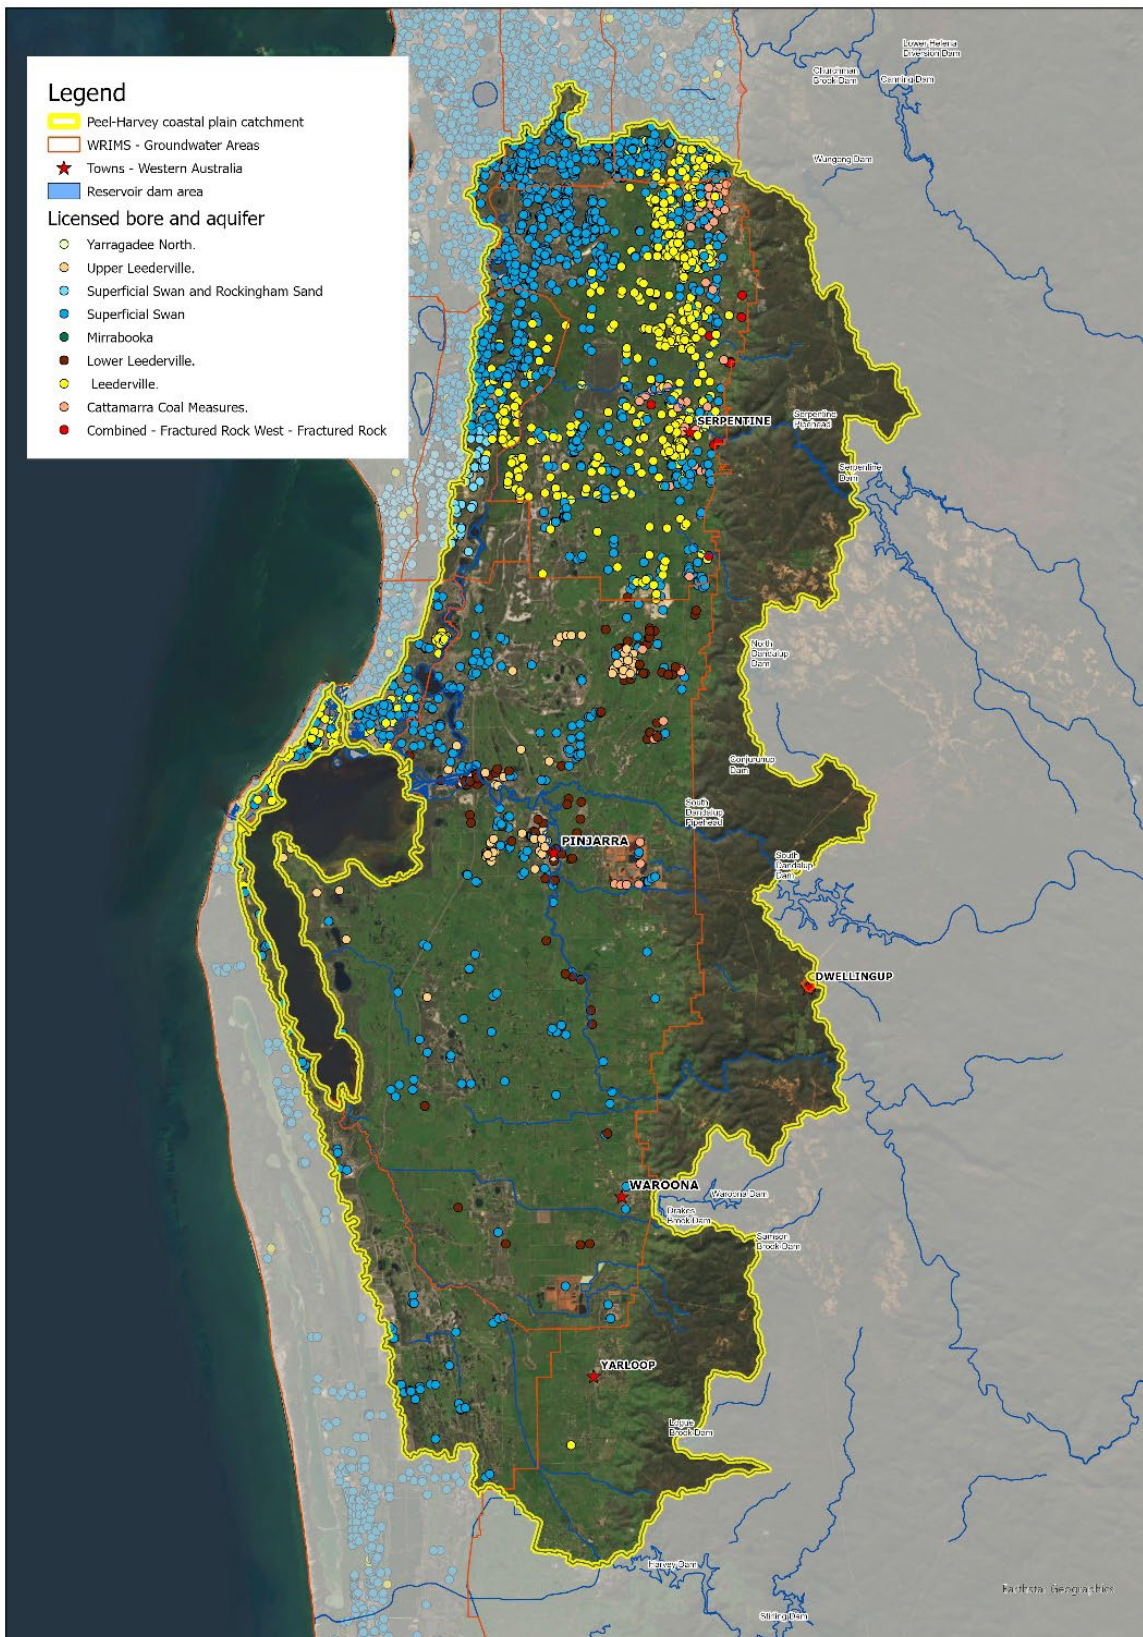 Legend
Peel-Harvey coastal plain catchment
WRIMS - Groundwater Areas
Towns - Western Australia
Reservoir dam area
Licensed bore and aquifer
Yarragadee North.
Upper Leederville.
Superficial Swan and Rockingham Sand
Superficial Swan
Mirrabooka
Lower Leederville.
Leederville.
Cattamarra Coal Measures.
Combined - Fractured Rock West - Fractured Rock
Lower Helena
Diversion Dam
Churchman
Brook Dam
Canning Dam
Wungong Dam
SERPENTINE
Serpentine
Pipehead
Serpentine
Dam
North
Dandalup
Dam
Conjurunup
Dam
South
Dandalup
Pipehead
PINJARRA
South
Dandalup
Dam
DWELLINGUP
WAROONA
Waroona Dam
Drakes
Brook Dam
Samson
Brook Dam
YARLOOP
Logue
Brook Dam
Harvey Dam
Stirling Dam
Earthstar Geographics